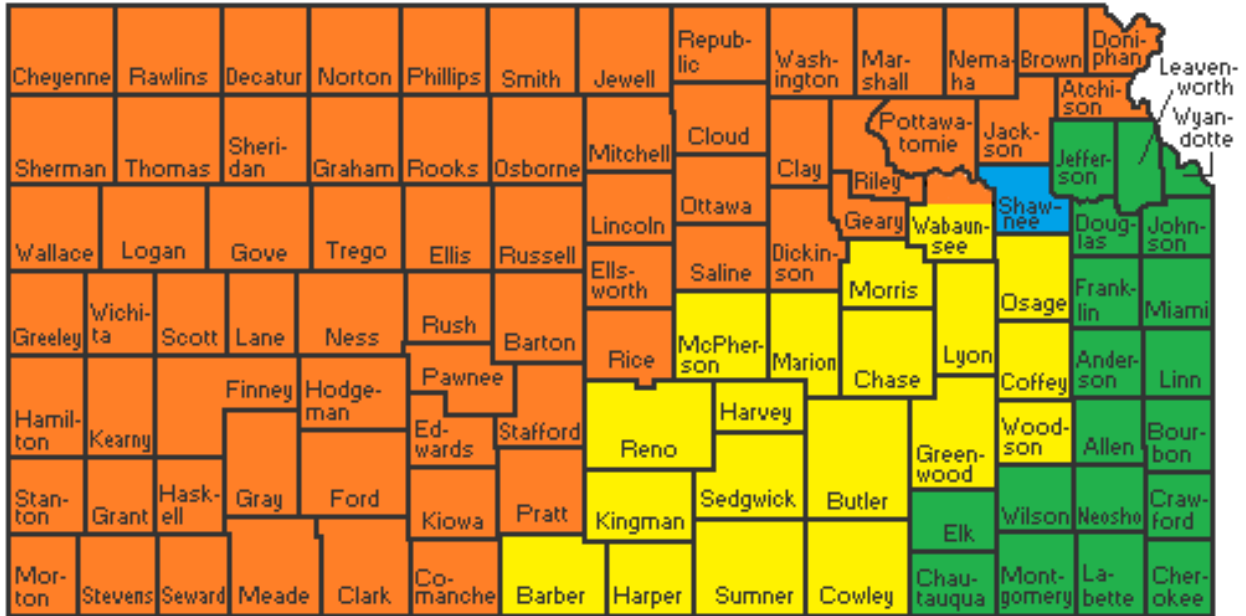 Cheyenne
Rawlins
Decatur
Norton
Phillips
Smith
Jewell
Repub-
lic
Wash-
ington
Mar-
shall
Nema-
ha
Brown
Doni-
phan
Leaven-
worth
Atchi-
son
Wyan-
dotte
Sherman
Thomas
Sheri-
dan
Graham
Rooks
Osborne
Mitchell
Cloud
Clay
Riley
Pottawa-
tomie
Jack-
son
Jeffer-
son
Wallace
Logan
Gove
Trego
Ellis
Russell
Lincoln
Ottawa
Saline
Dickin-
son
Geary
Wabaun-
see
Shaw-
nee
Doug-
las
John-
son
Ells-
worth
Morris
Osage
Frank-
lin
Miami
Greeley
Wichi-
ta
Scott
Lane
Ness
Rush
Barton
Rice
McPher-
son
Marion
Chase
Lyon
Coffey
Ander-
son
Linn
Hamil-
ton
Kearny
Finney
Hodge-
man
Pawnee
Ed-
wards
Stafford
Reno
Harvey
Butler
Green-
wood
Wood-
son
Allen
Bour-
bon
Stan-
ton
Grant
Hask-
ell
Gray
Ford
Kiowa
Pratt
Kingman
Sedgwick
Elk
Wilson
Neosho
Craw-
ford
Mor-
ton
Stevens
Seward
Meade
Clark
Co-
manche
Barber
Harper
Sumner
Cowley
Chau-
tauqua
Mont-
gomery
La-
bette
Cher-
okee